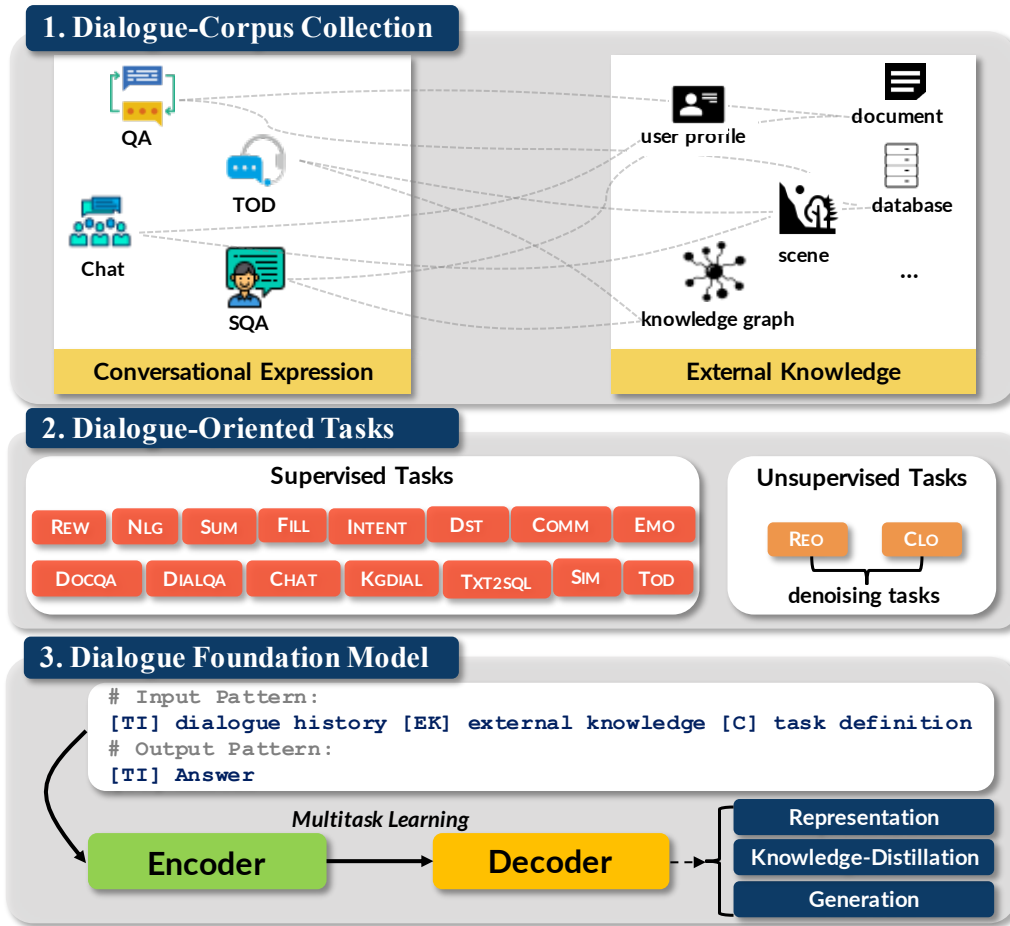 1. Dialogue-Corpus Collection
QA
TOD
Chat
SQA
Conversational Expression
user profile
document
database
scene
...
knowledge graph
External Knowledge
2. Dialogue-Oriented Tasks
Supervised Tasks
REW NLG SUM FILL INTENT DST COMM EMO
DOCQA DIALQA CHAT KGDIAL TXT2SQL SIM TOD
Unsupervised Tasks
REO CLO
denoising tasks
3. Dialogue Foundation Model
# Input Pattern:
[TI] dialogue history [EK] external knowledge [C] task definition
# Output Pattern:
[TI] Answer
Multitask Learning
Encoder
Decoder
Representation
Knowledge-Distillation
Generation